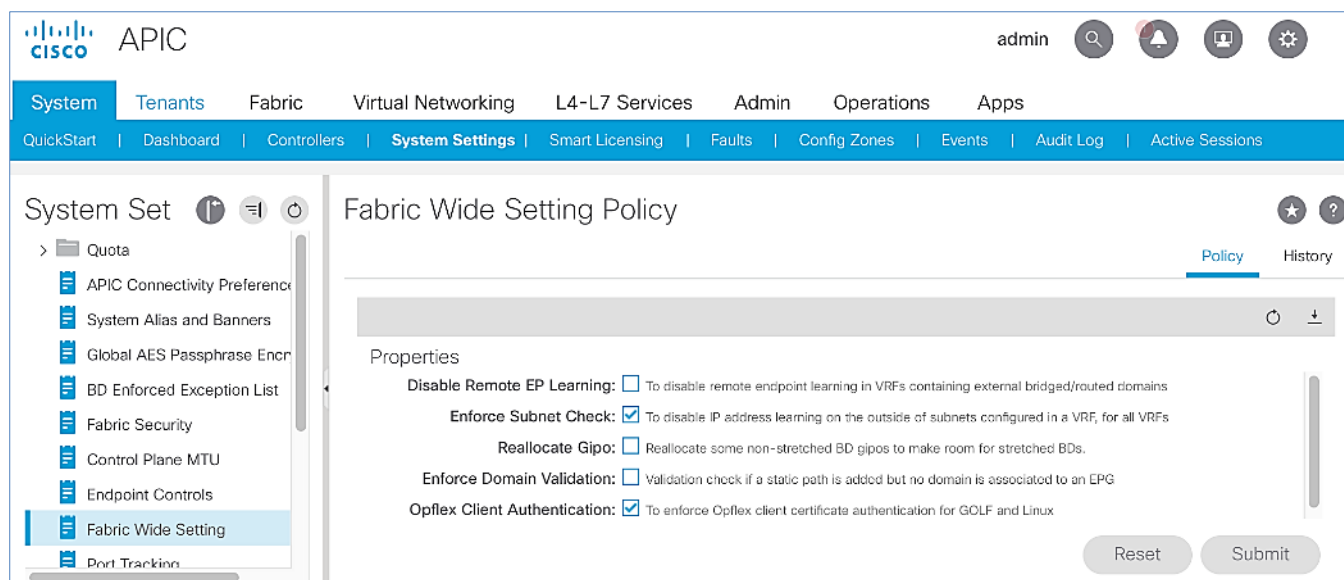 CISCO APIC admin
System Tenants Fabric Virtual Networking L4-L7 Services Admin Operations Apps
QuickStart | Dashboard | Controllers | System Settings | Smart Licensing | Faults | Config Zones | Events | Audit Log | Active Sessions
System Set
Quota
APIC Connectivity Preference
System Alias and Banners
Global AES Passphrase Encr
BD Enforced Exception List
Fabric Security
Control Plane MTU
Endpoint Controls
Fabric Wide Setting
Port Tracking
Fabric Wide Setting Policy
Policy History
Properties
Disable Remote EP Learning: To disable remote endpoint learning in VRFs containing external bridged/routed domains
Enforce Subnet Check: To disable IP address learning on the outside of subnets configured in a VRF, for all VRFs
Reallocate Gipo: Reallocate some non-stretched BD gipos to make room for stretched BDs.
Enforce Domain Validation: Validation check if a static path is added but no domain is associated to an EPG
Opflex Client Authentication: To enforce Opflex client certificate authentication for GOLF and Linux
Reset Submit